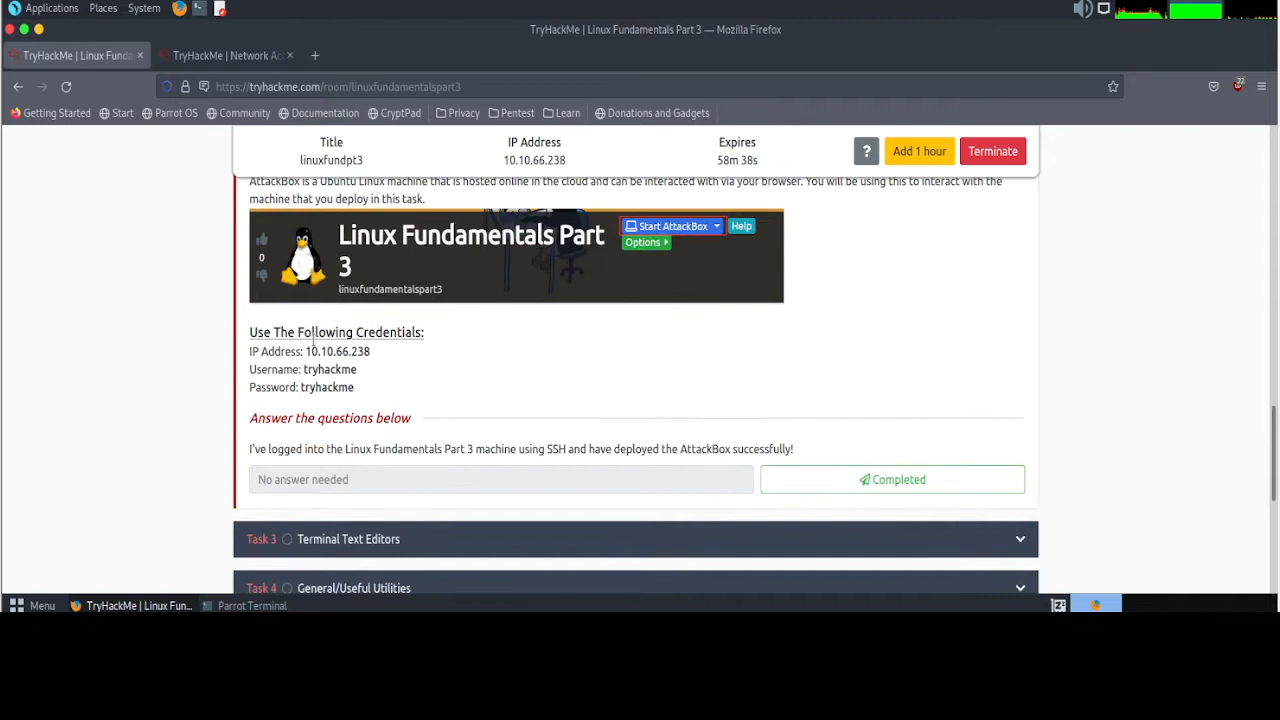 Applications Places System
TryHackMe | Linux Fundamentals Part 3 — Mozilla Firefox
TryHackMe | Linux Funda × TryHackMe | Network Ac × +
https://tryhackme.com/room/linuxfundamentalspart3
21
Getting Started Start Parrot OS Community Documentation CryptPad Privacy Pentest Learn Donations and Gadgets
Title IP Address Expires
linuxfundpt3 10.10.66.238 58m 38s
? Add 1 hour Terminate
AttackBox is a Ubuntu Linux machine that is hosted online in the cloud and can be interacted with via your browser. You will be using this to interact with the
machine that you deploy in this task.
Linux Fundamentals Part
3
linuxfundamentalspart3
0
Start AttackBox Help
Options
Use The Following Credentials:
IP Address: 10.10.66.238
Username: tryhackme
Password: tryhackme
Answer the questions below
I've logged into the Linux Fundamentals Part 3 machine using SSH and have deployed the AttackBox successfully!
No answer needed Completed
Task 3 Terminal Text Editors
Task 4 General/Useful Utilities
Menu TryHackMe | Linux Fun... Parrot Terminal